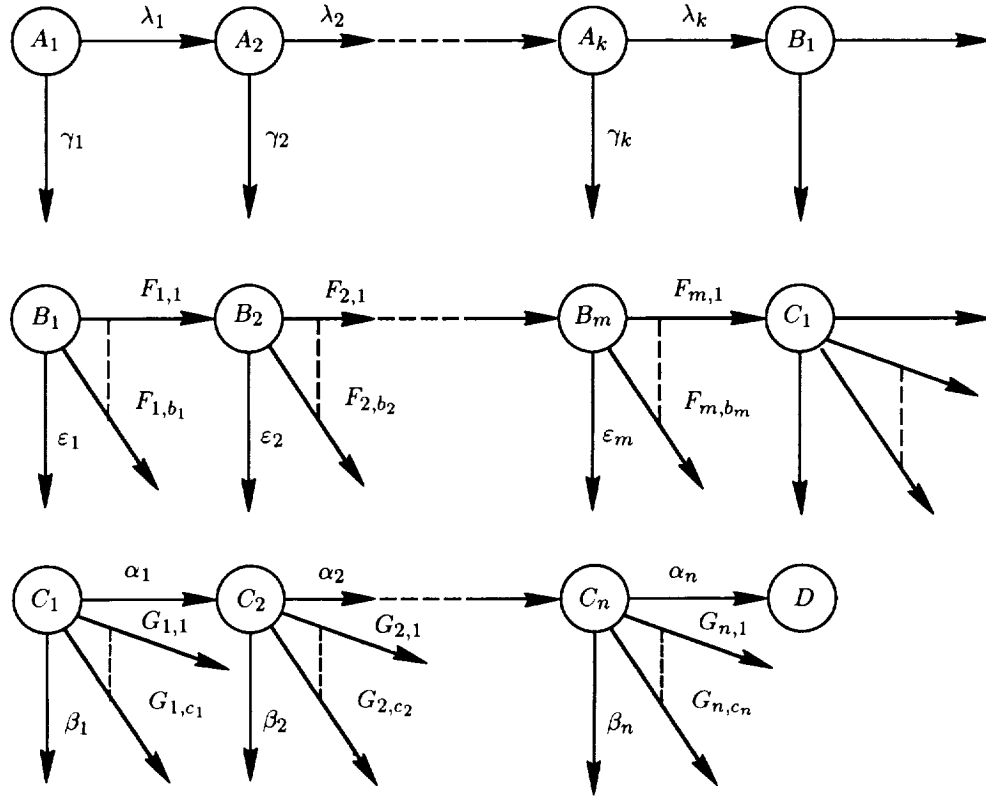 λ₁ λ₂ λₖ
A₁ A₂ Aₖ B₁
γ₁ γ₂ γₖ
F₁,₁ F₂,₁ Fₘ,₁
B₁ B₂ Bₘ C₁
F₁,b₁ F₂,b₂ Fₘ,bₘ
ε₁ ε₂ εₘ
α₁ α₂ αₙ
C₁ C₂ Cₙ D
G₁,₁ G₂,₁ Gₙ,₁
G₁,c₁ G₂,c₂ Gₙ,cₙ
β₁ β₂ βₙ